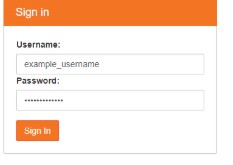 Sign in
Username:
example_username
Password:
•••••••••••••
Sign In